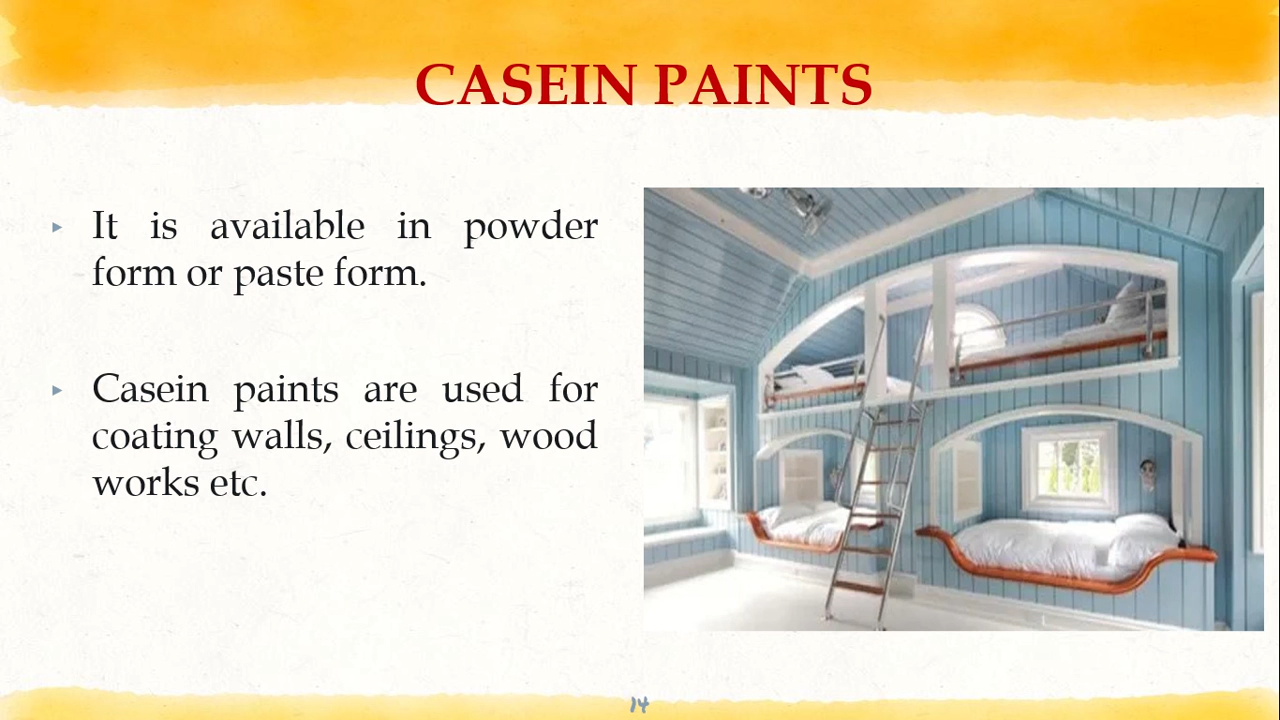 CASEIN PAINTS
It is available in powder
form or paste form.
Casein paints are used for
coating walls, ceilings, wood
works etc.
14